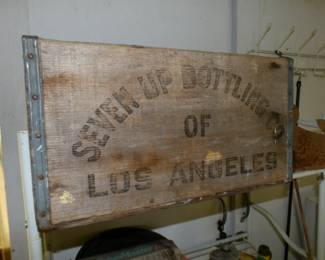 SEVEN-UP BOTTLING CO
OF
LOS ANGELES